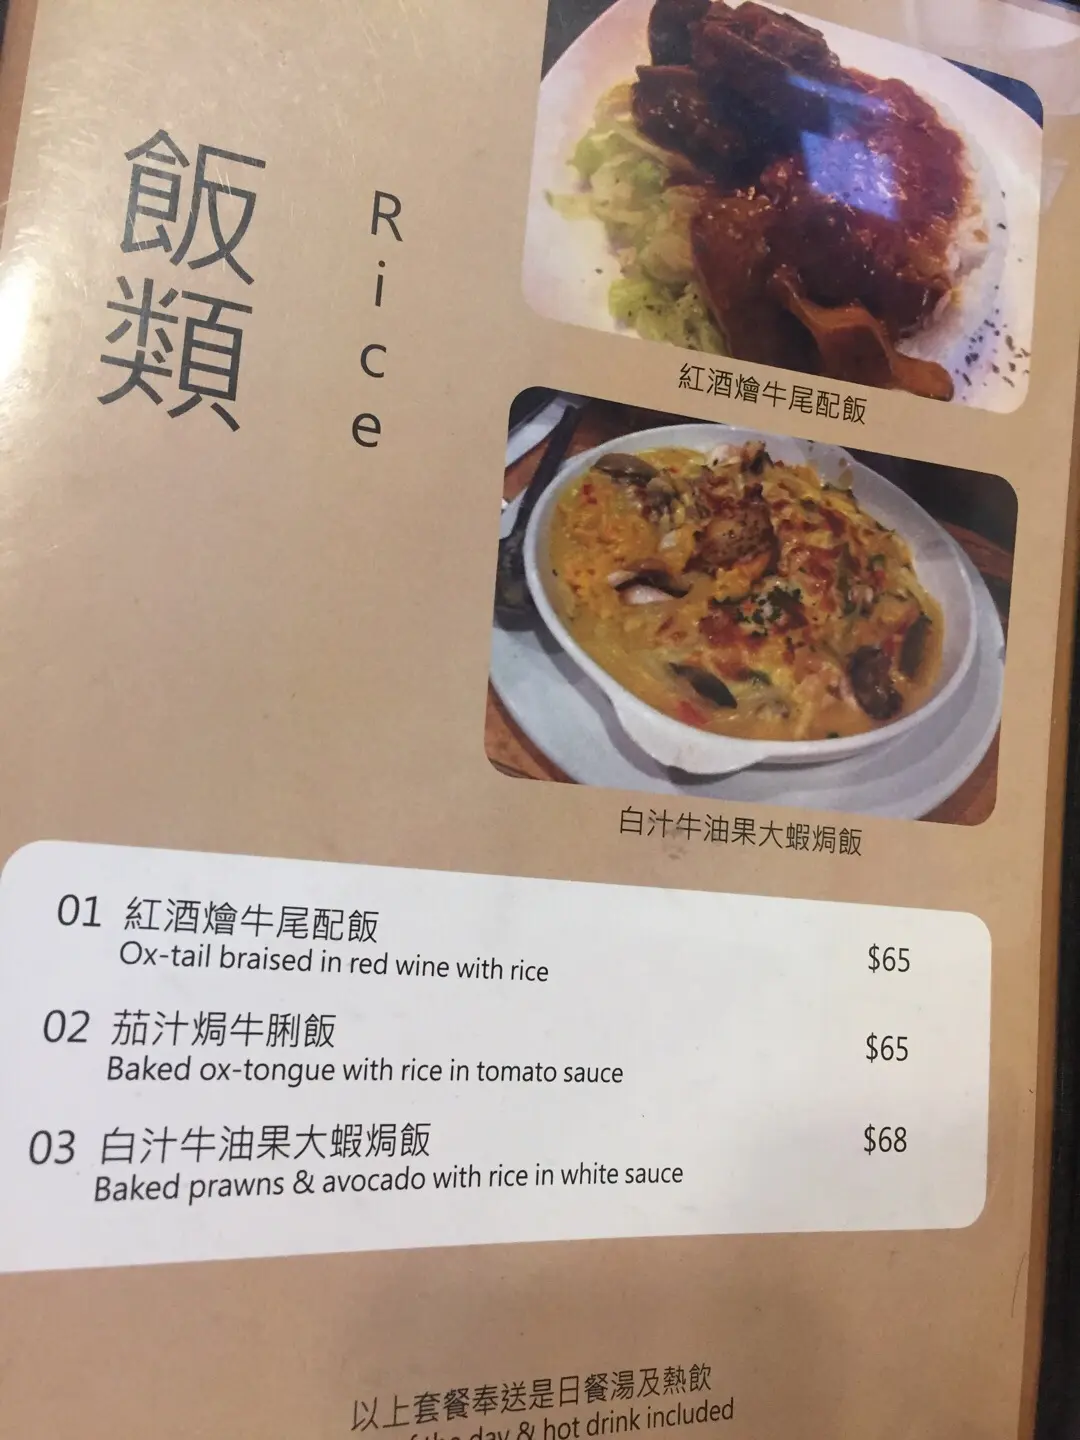 飯類
Rice
紅酒燴牛尾配飯
白汁牛油果大蝦焗飯
01 紅酒燴牛尾配飯
Ox-tail braised in red wine with rice
$65
02 茄汁焗牛脷飯
Baked ox-tongue with rice in tomato sauce
$65
03 白汁牛油果大蝦焗飯
Baked prawns & avocado with rice in white sauce
$68
以上套餐奉送是日餐湯及熱飲
of the day & hot drink included